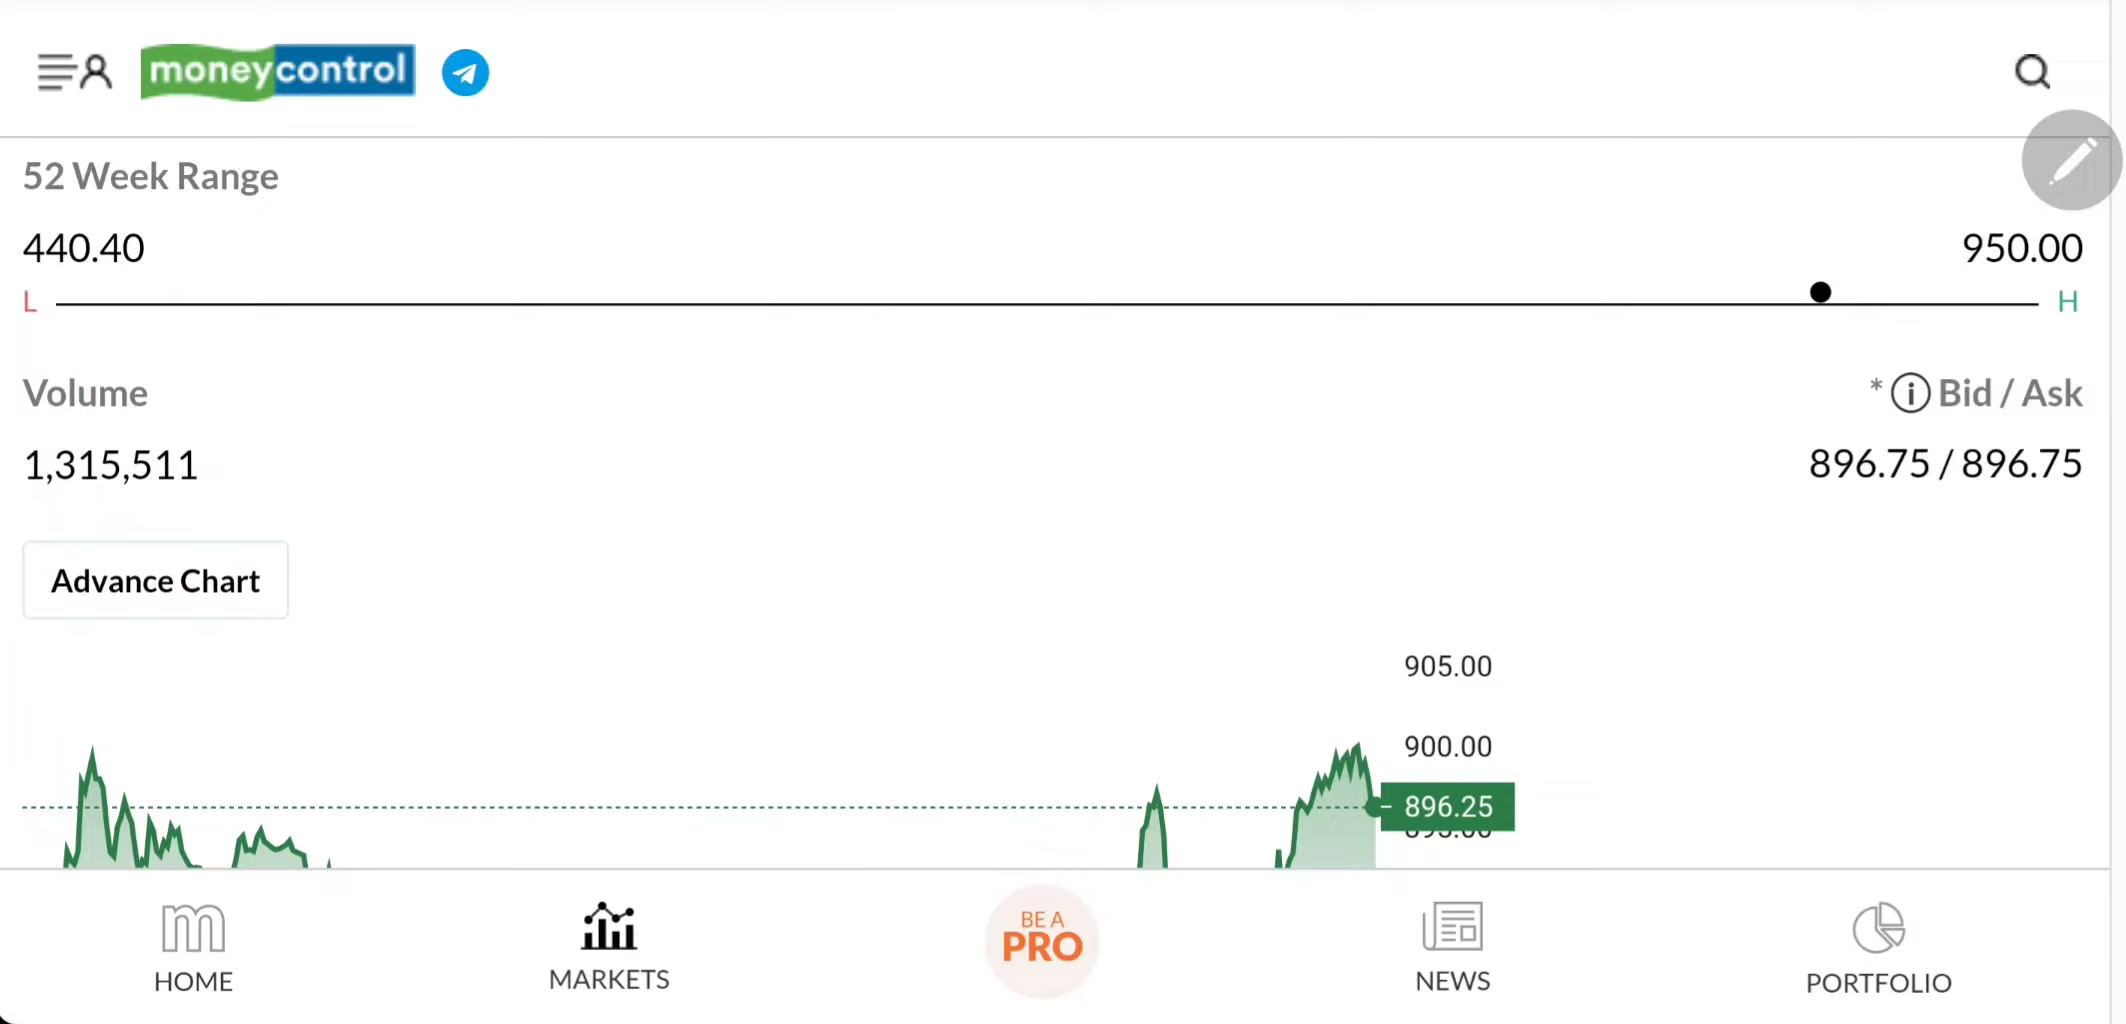 moneycontrol
52 Week Range
440.40 950.00
L H
Volume * i Bid / Ask
1,315,511 896.75 / 896.75
Advance Chart
905.00
900.00
896.25
m BE A
PRO
HOME MARKETS NEWS PORTFOLIO